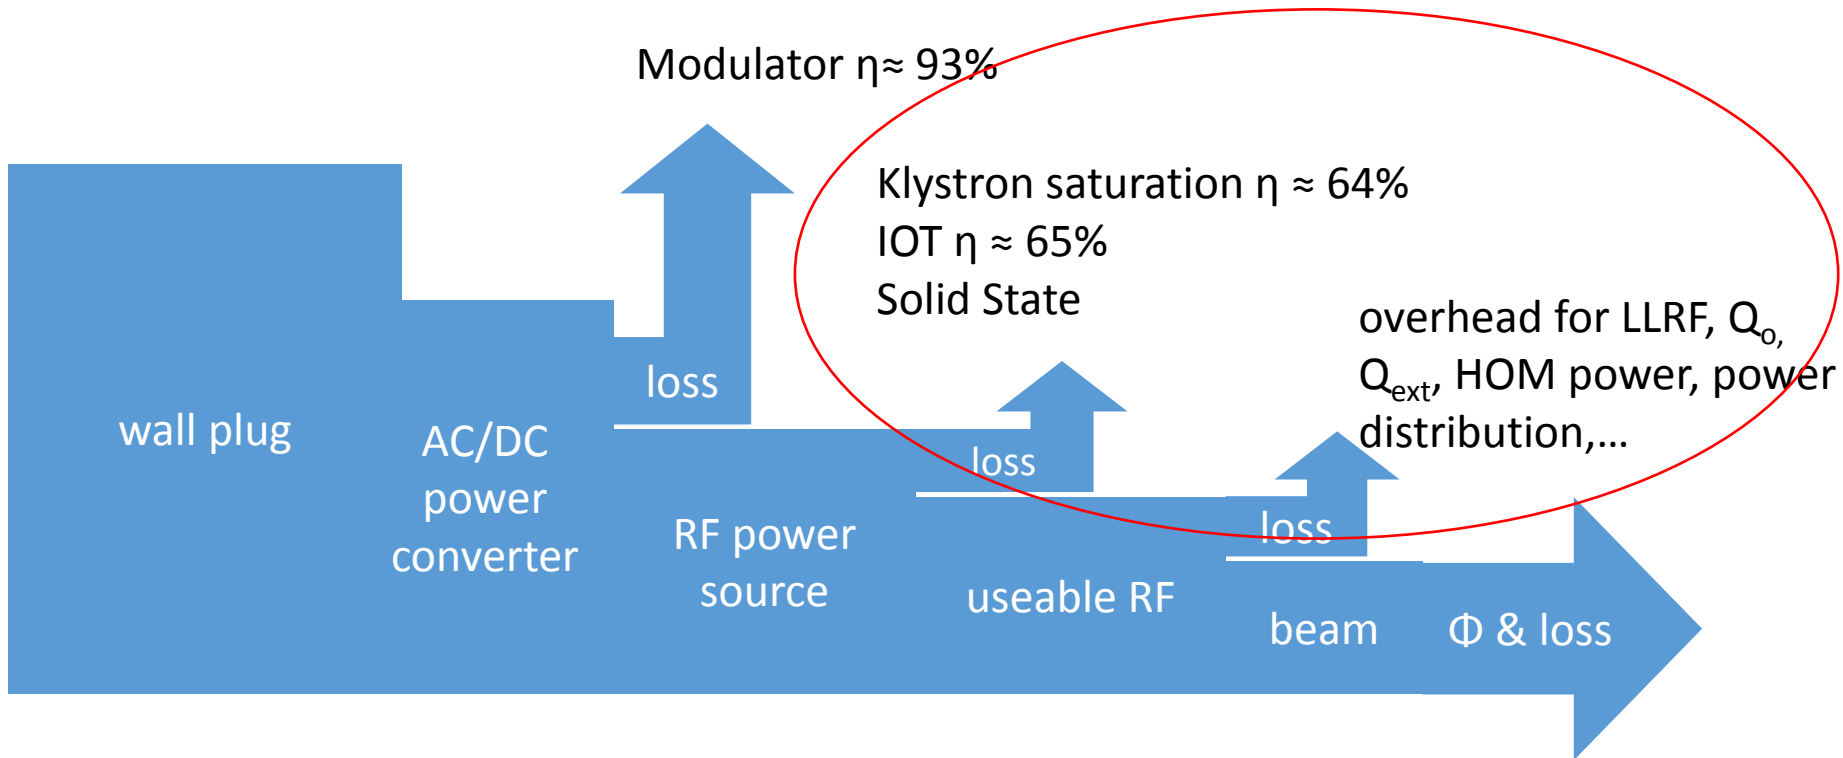 Modulator η≈ 93%
Klystron saturation η ≈ 64%
IOT η ≈ 65%
Solid State
overhead for LLRF, Qo,
Qext, HOM power, power
distribution,…
wall plug
AC/DC
power
converter
loss
RF power
source
loss
useable RF
loss
beam
Φ & loss